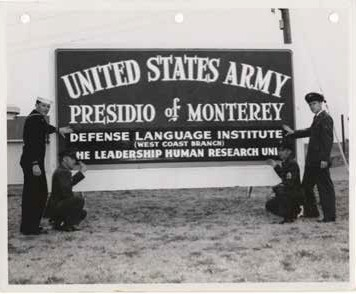 UNITED STATES ARMY
PRESIDIO of MONTEREY
DEFENSE LANGUAGE INSTITUTE
(WEST COAST BRANCH)
HE LEADERSHIP HUMAN RESEARCH UNI